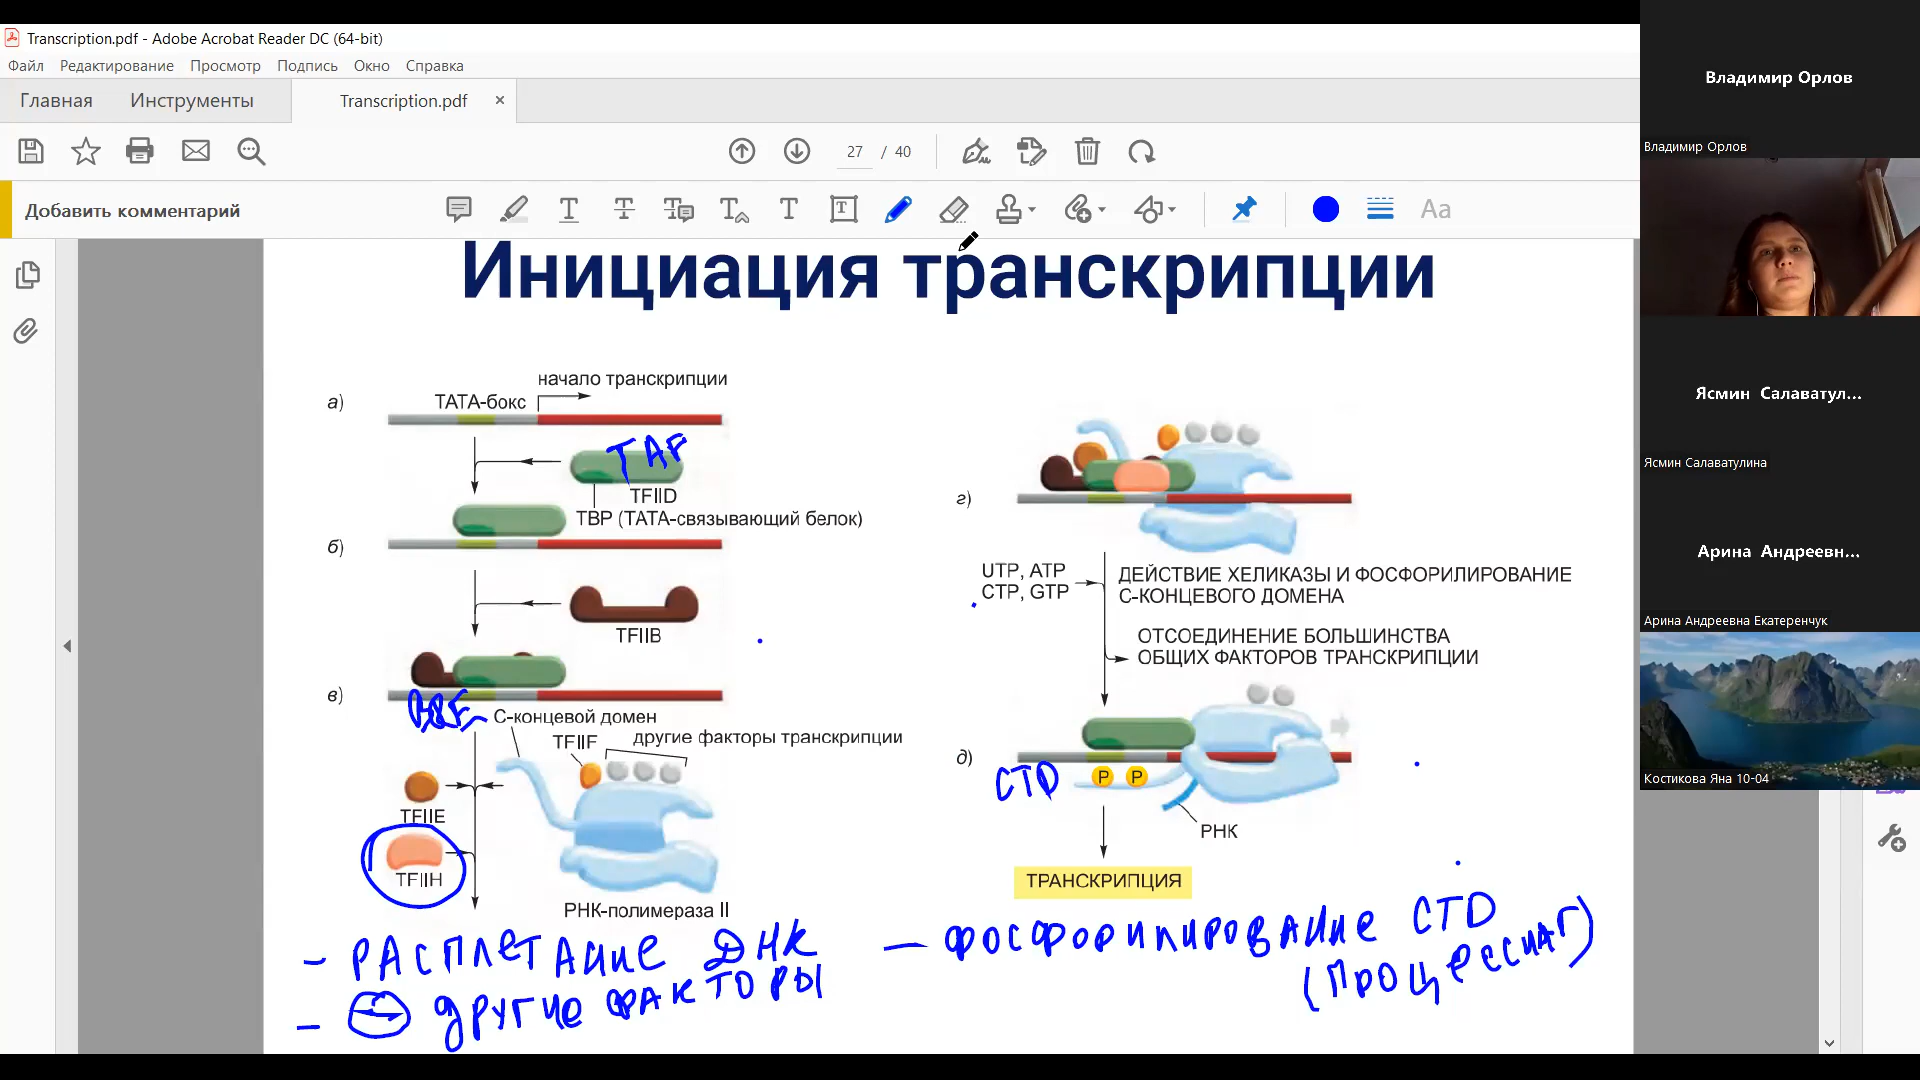 Transcription.pdf - Adobe Acrobat Reader DC (64-bit)
Файл Редактирование Просмотр Подпись Окно Справка
Главная Инструменты Transcription.pdf ×
27 / 40
Добавить комментарий
Aa
Инициация транскрипции
а)
начало транскрипции
ТАТА-бокс
TAF
TFIID
TBP (ТАТА-связывающий белок)
б)
TFIIB
в)
BRE
С-концевой домен
TFIIF
другие факторы транскрипции
TFIIE
TFIIH
РНК-полимераза II
г)
UTP, ATP
CTP, GTP
ДЕЙСТВИЕ ХЕЛИКАЗЫ И ФОСФОРИЛИРОВАНИЕ
С-КОНЦЕВОГО ДОМЕНА
ОТСОЕДИНЕНИЕ БОЛЬШИНСТВА
ОБЩИХ ФАКТОРОВ ТРАНСКРИПЦИИ
д)
CTD
P P
РНК
ТРАНСКРИПЦИЯ
- РАСПЛЕТАНИЕ ДНК
- другие факторы
- фосфорилирование CTD
Владимир Орлов
Владимир Орлов
Ясмин Салаватул...
Ясмин Салаватулина
Арина Андреевн...
Арина Андреевна Екатеренчук
Костикова Яна 10-04